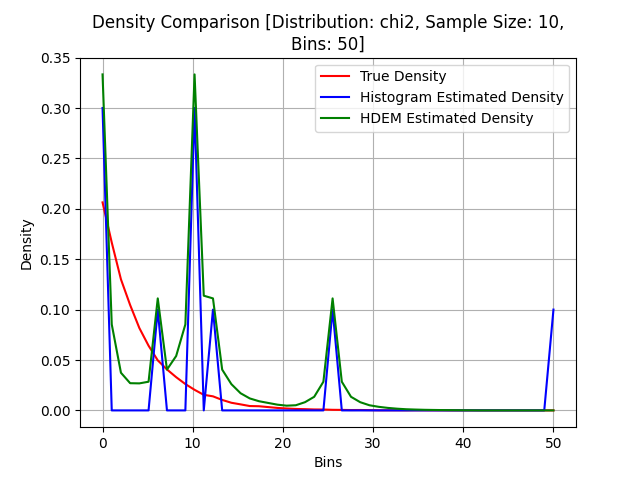 Density Comparison [Distribution: chi2, Sample Size: 10,
Bins: 50]
0.35
0.30
0.25
0.20
0.15
0.10
0.05
0.00
Density
True Density
Histogram Estimated Density
HDEM Estimated Density
0 10 20 30 40 50
Bins